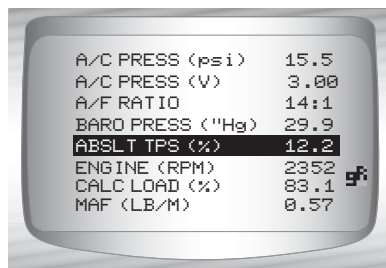 A/C PRESS (psi) 15.5
A/C PRESS (V) 3.00
A/F RATIO 14:1
BARO PRESS ("Hg) 29.9
ABSLT TPS (%) 12.2
ENGINE (RPM) 2352
CALC LOAD (%) 83.1
MAF (LB/M) 0.57